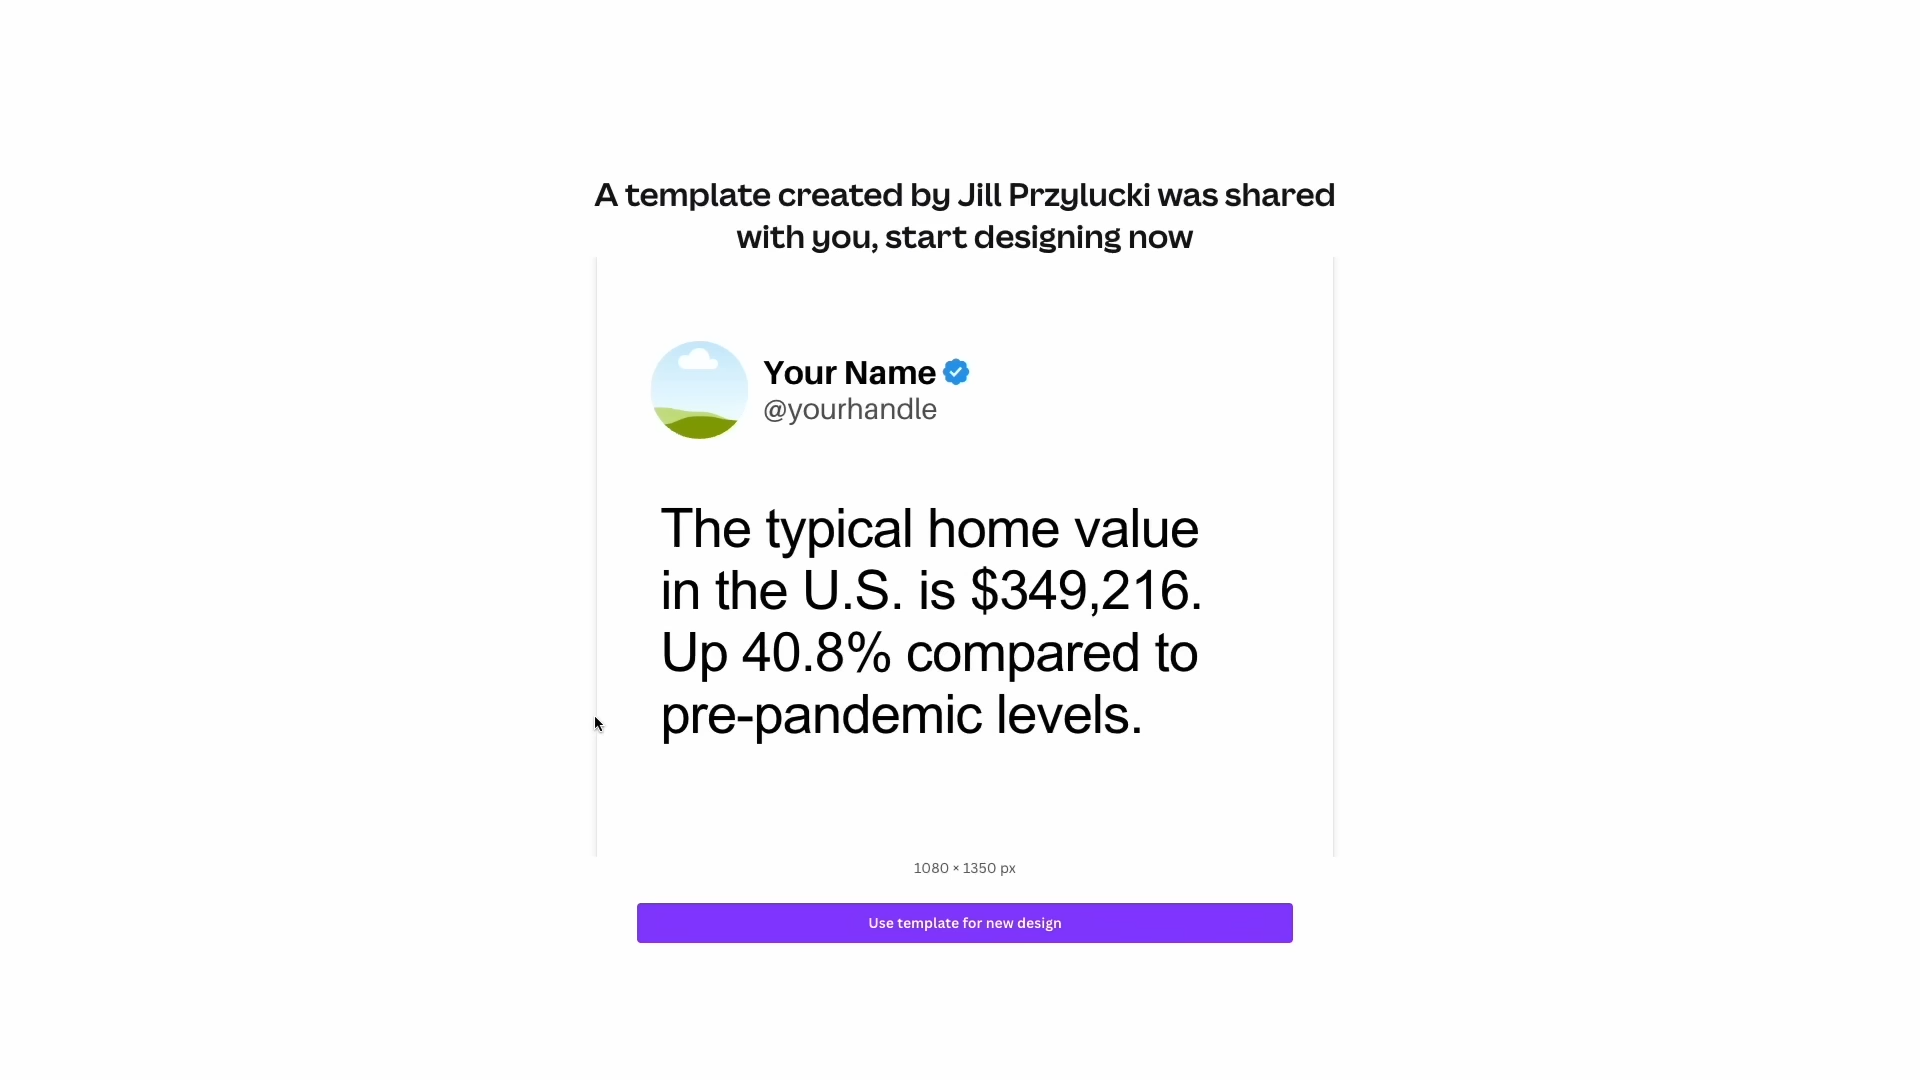 A template created by Jill Przylucki was shared
with you, start designing now
Your Name
@yourhandle
The typical home value
in the U.S. is $349,216.
Up 40.8% compared to
pre-pandemic levels.
1080 × 1350 px
Use template for new design